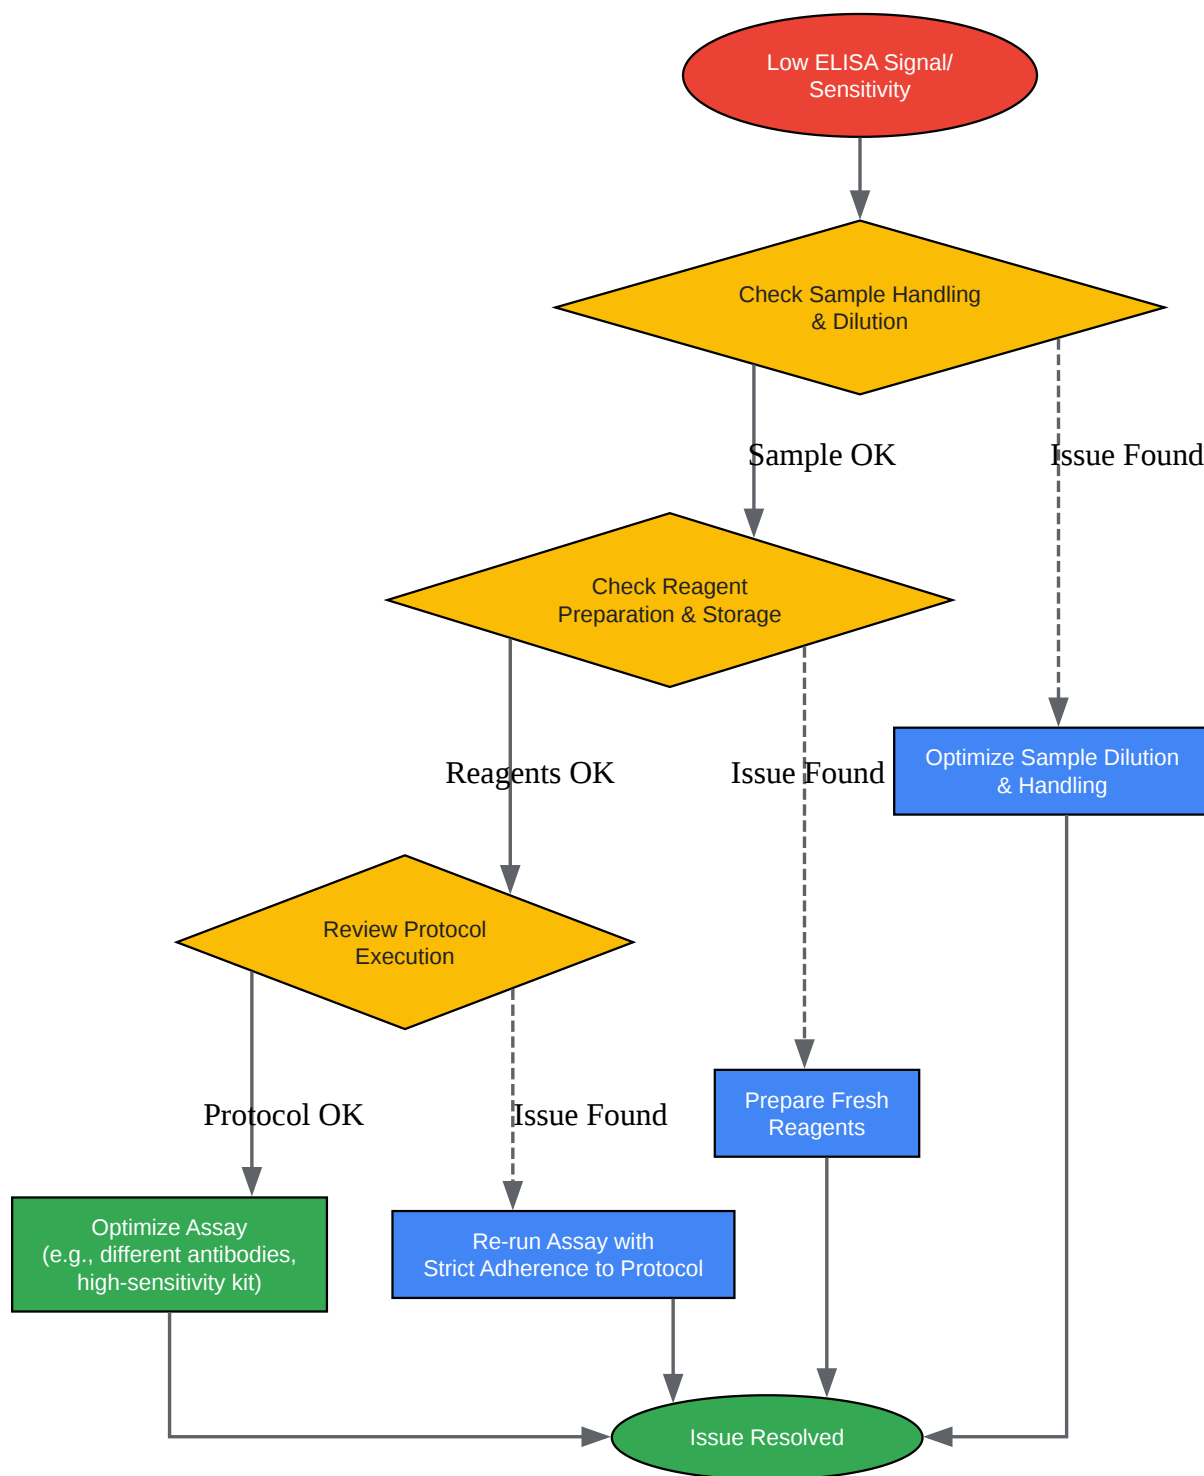 Low ELISA Signal/
Sensitivity
Check Sample Handling
& Dilution
Sample OK
Issue Found
Check Reagent
Preparation & Storage
Reagents OK
Issue Found
Optimize Sample Dilution
& Handling
Review Protocol
Execution
Protocol OK
Issue Found
Prepare Fresh
Reagents
Optimize Assay
(e.g., different antibodies,
high-sensitivity kit)
Re-run Assay with
Strict Adherence to Protocol
Issue Resolved